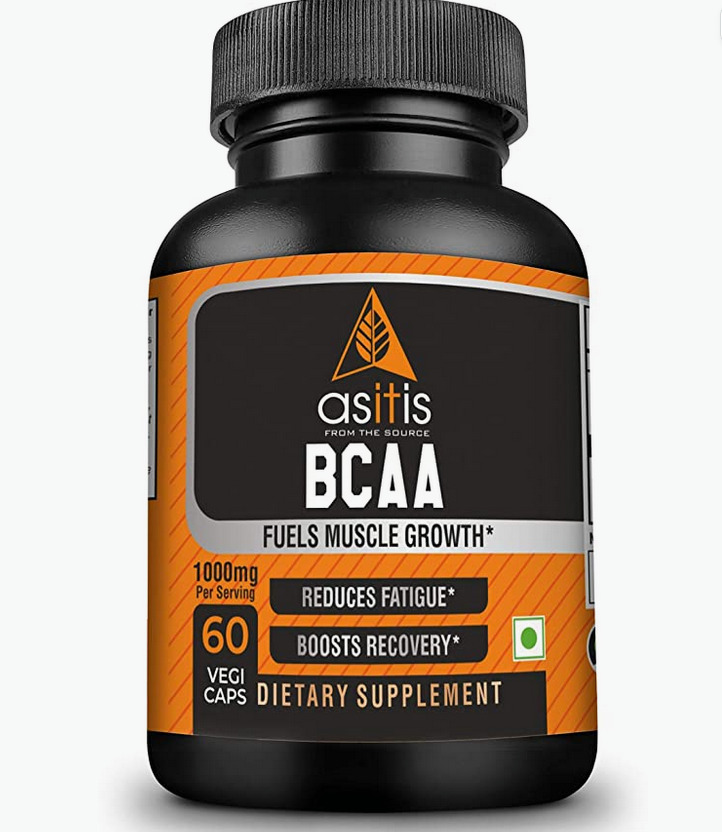 asitis
FROM THE SOURCE
BCAA
FUELS MUSCLE GROWTH*
1000mg
Per Serving
REDUCES FATIGUE*
60
VEGI
CAPS
BOOSTS RECOVERY*
DIETARY SUPPLEMENT